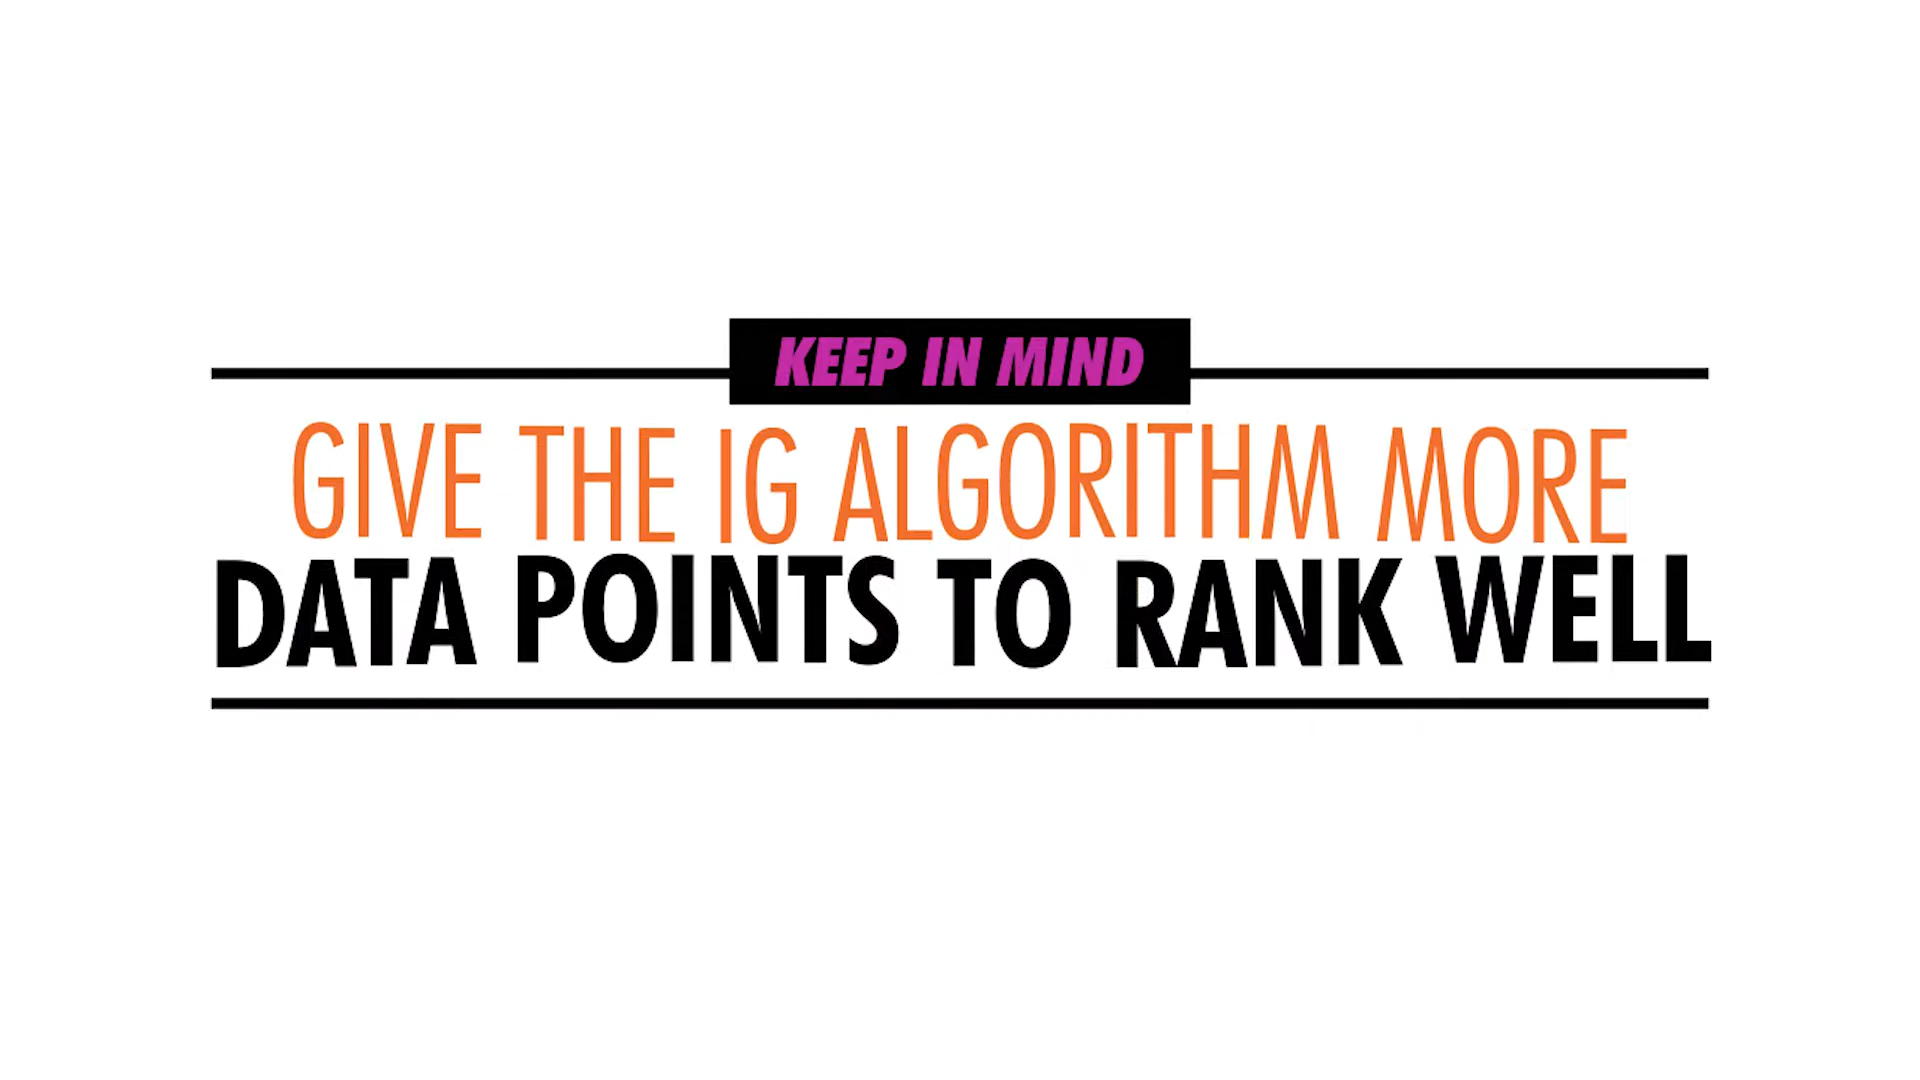 KEEP IN MIND
GIVE THE IG ALGORITHM MORE
DATA POINTS TO RANK WELL